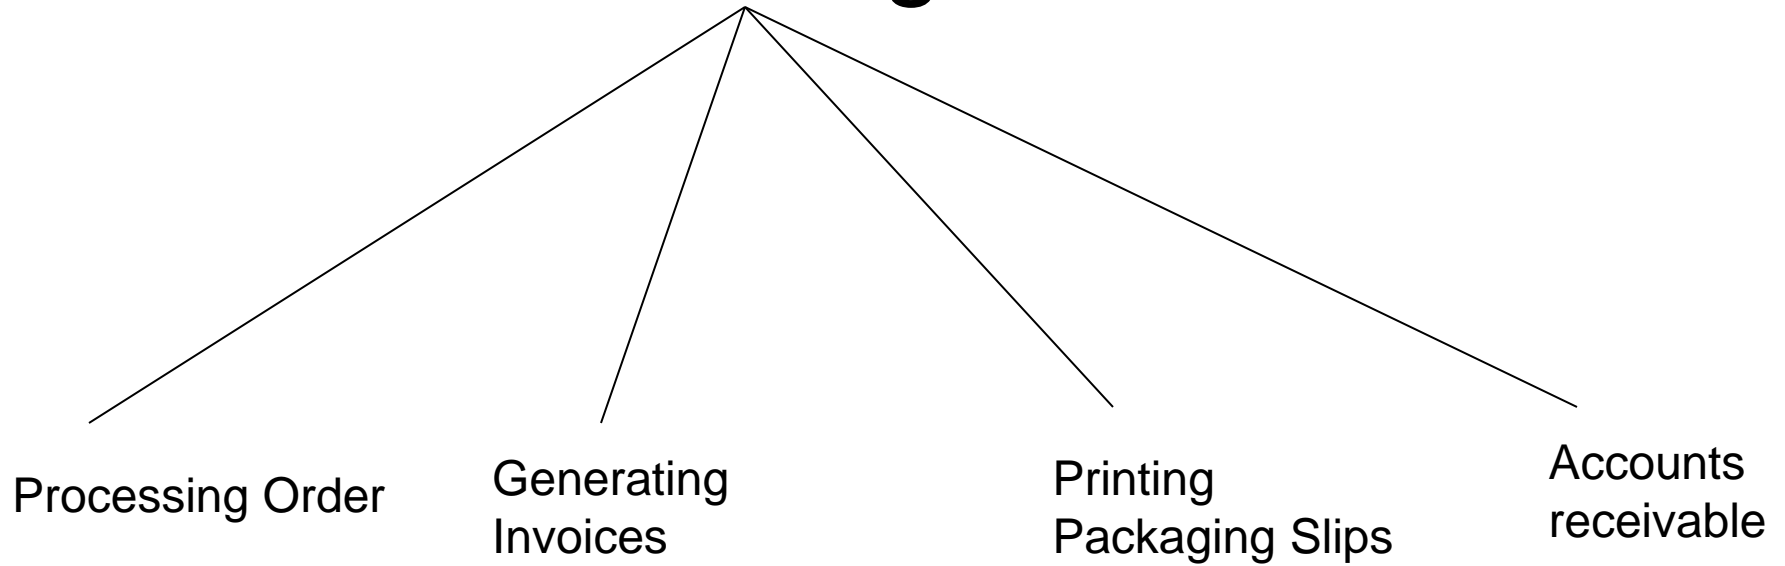 Processing Order
Generating
Invoices
Printing
Packaging Slips
Accounts
receivable